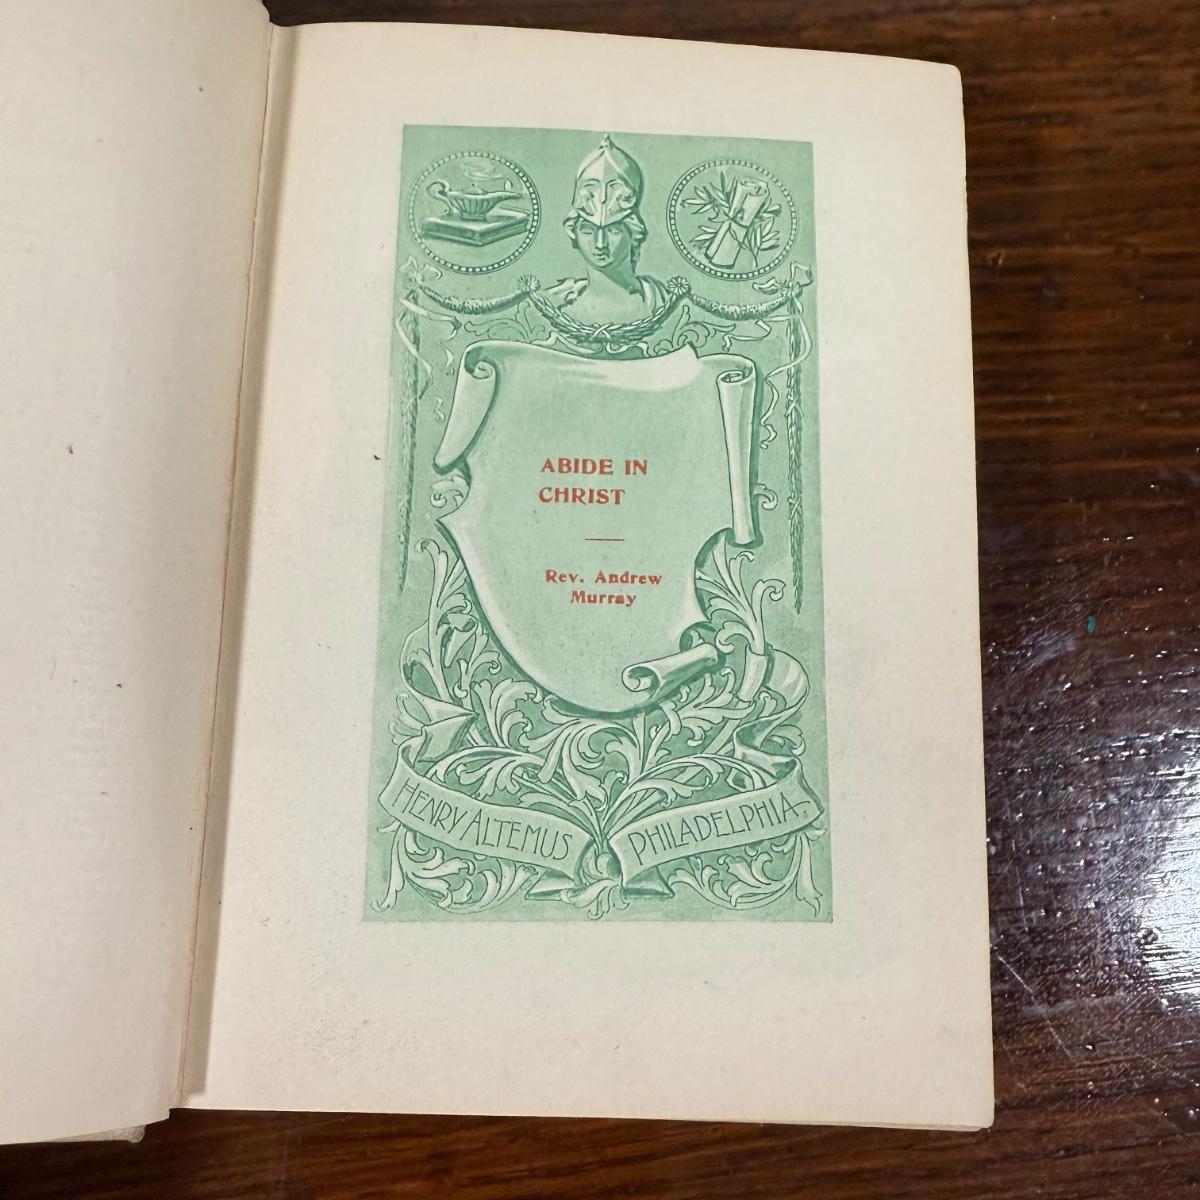 ABIDE IN
CHRIST
Rev. Andrew
Murray
HENRY ALTEMUS PHILADELPHIA,